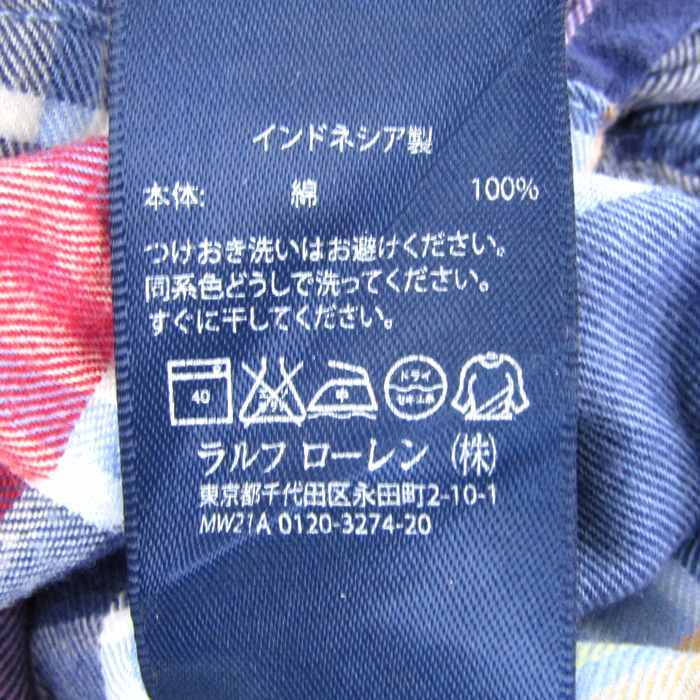 インドネシア製
本体: 綿 100%
つけおき洗いはお避けください。
同系色どうしで洗ってください。
すぐに干してください。
40 中 ドライ
ラルフ ローレン (株)
東京都千代田区永田町2-10-1
MW21A 0120-3274-20